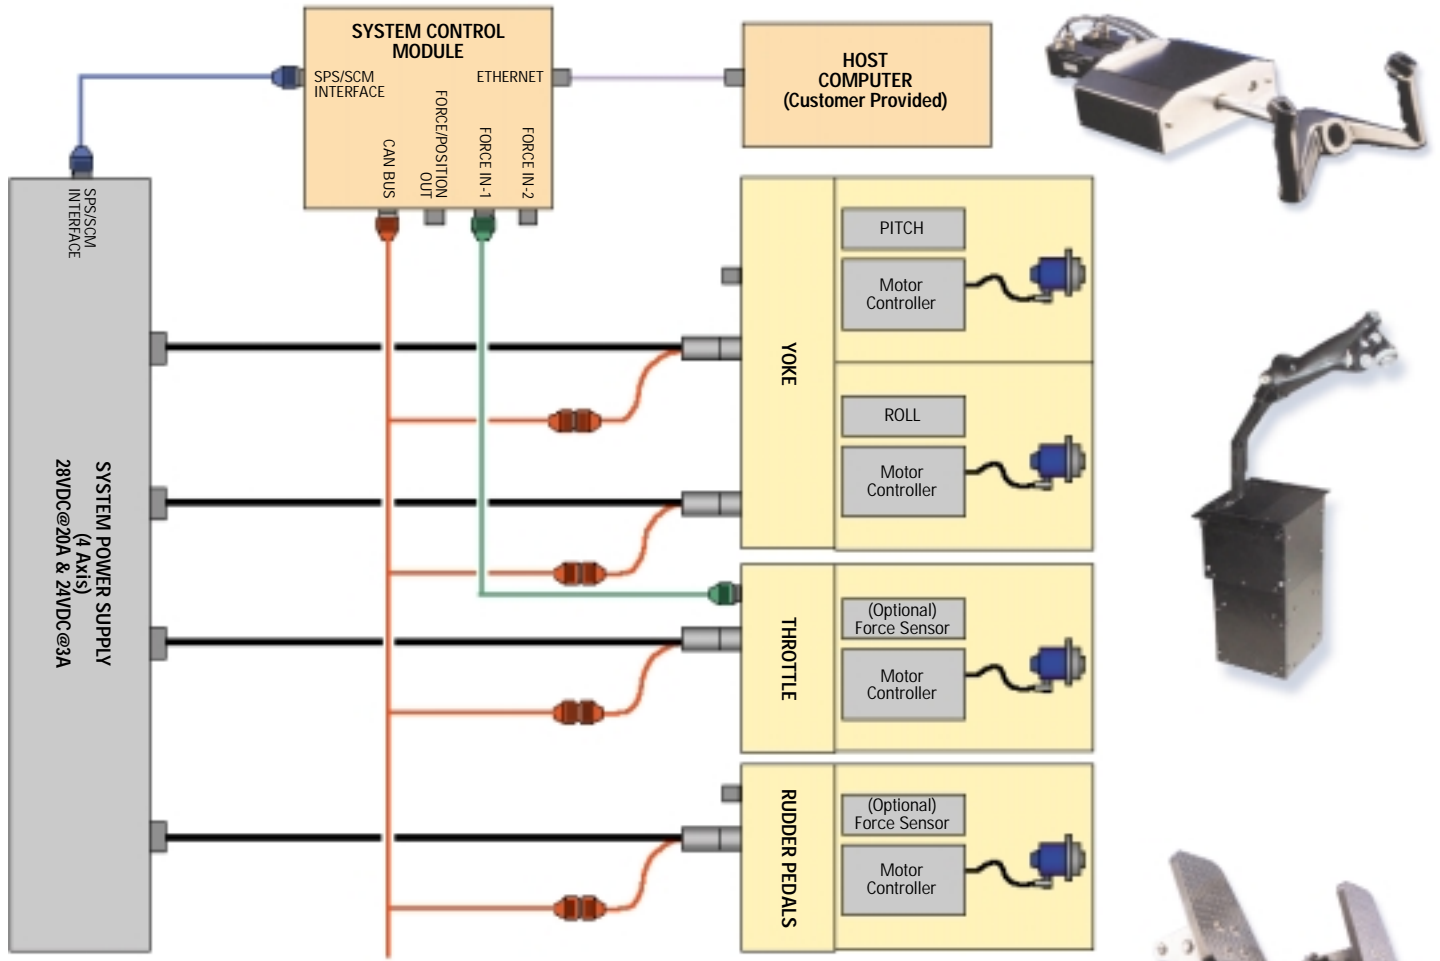 SYSTEM CONTROL
MODULE
SPS/SCM
INTERFACE
ETHERNET
CAN BUS
FORCE/POSITION
OUT
FORCE IN-1
FORCE IN-2
HOST
COMPUTER
(Customer Provided)
SPS/SCM
INTERFACE
SYSTEM POWER SUPPLY
(4 Axis)
28VDC@20A & 24VDC@3A
YOKE
PITCH
Motor
Controller
ROLL
Motor
Controller
THROTTLE
(Optional)
Force Sensor
Motor
Controller
RUDDER PEDALS
(Optional)
Force Sensor
Motor
Controller